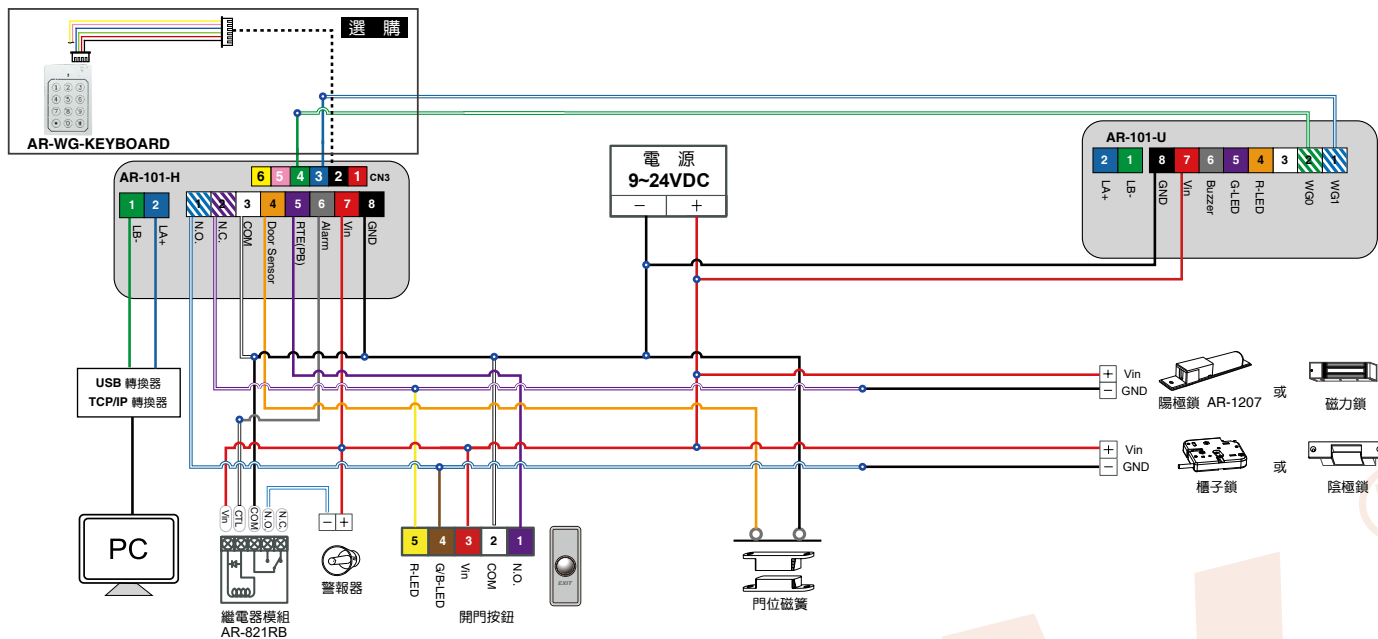 選 購
AR-WG-KEYBOARD
AR-101-H
6 5 4 3 2 1 CN3
1 2
LB-
LA+
1 2 3 4 5 6 7 8
N.O.
N.C.
COM
Door Sensor
RTE(PB)
Alarm
Vin
GND
電 源
9~24VDC
− +
AR-101-U
2 1
LA+
LB-
8 7 6 5 4 3 2 1
GND
Vin
Buzzer
G-LED
R-LED
WG0
WG1
USB 轉換器
TCP/IP 轉換器
PC
Vin
CTL
COM
N.O.
N.C.
繼電器模組
AR-821RB
− +
警報器
5 4 3 2 1
R-LED
G/B-LED
Vin
COM
N.O.
開門按鈕
EXIT
門位磁簧
+ Vin
− GND
陽極鎖 AR-1207
或
磁力鎖
+ Vin
− GND
櫃子鎖
或
陰極鎖